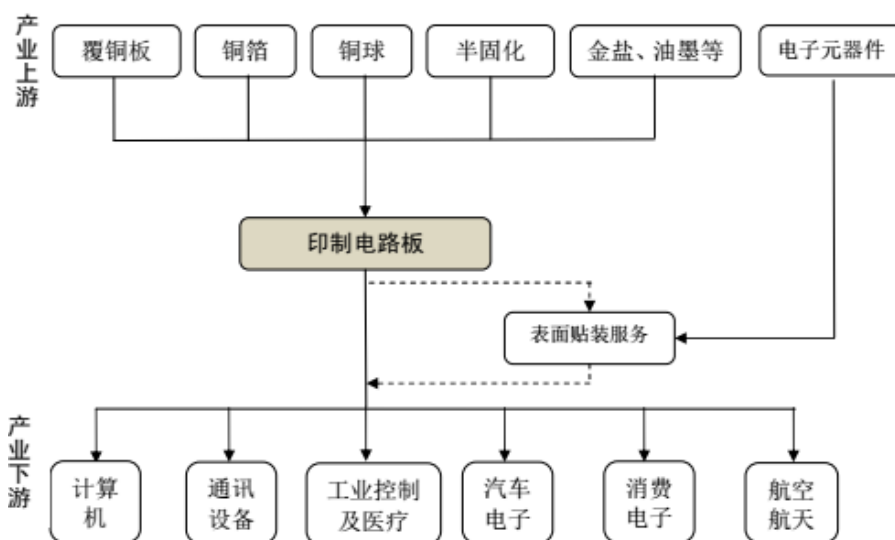 产业上游
覆铜板
铜箔
铜球
半固化
金盐、油墨等
电子元器件
印制电路板
表面贴装服务
产业下游
计算
机
通讯
设备
工业控制
及医疗
汽车
电子
消费
电子
航空
航天